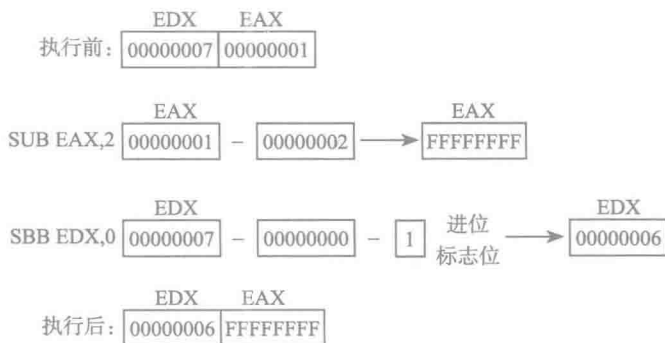 EDX EAX
执行前: 00000007 00000001
EAX EAX
SUB EAX,2 00000001 - 00000002 FFFFFFFF
EDX EDX
SBB EDX,0 00000007 - 00000000 - 1 进位 00000006
标志位
EDX EAX
执行后: 00000006 FFFFFFFF